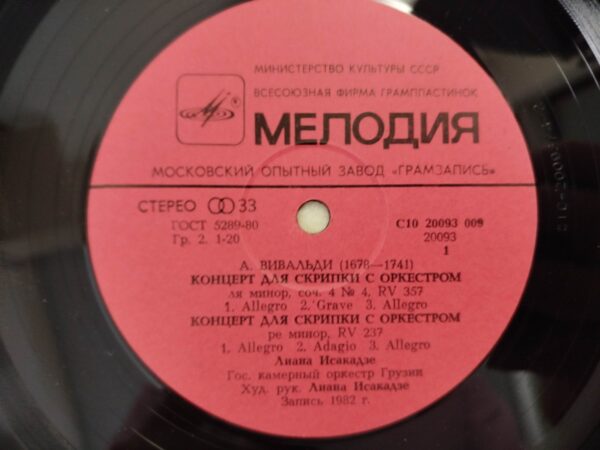 МИНИСТЕРСТВО КУЛЬТУРЫ СССР
ВСЕСОЮЗНАЯ ФИРМА ГРАМПЛАСТИНОК
МЕЛОДИЯ
МОСКОВСКИЙ ОПЫТНЫЙ ЗАВОД «ГРАМЗАПИСЬ»
СТЕРЕО 33
ГОСТ 5289-80
Гр. 2. 1-20
С10 20093 009
20093
1
А. ВИВАЛЬДИ (1678—1741)
КОНЦЕРТ ДЛЯ СКРИПКИ С ОРКЕСТРОМ
ля минор, соч. 4 № 4, RV 357
1. Allegro 2. Grave 3. Allegro
КОНЦЕРТ ДЛЯ СКРИПКИ С ОРКЕСТРОМ
ре минор, RV 237
1. Allegro 2. Adagio 3. Allegro
Лиана Исакадзе
Гос. камерный оркестр Грузии
Худ. рук. Лиана Исакадзе
Запись 1982 г.